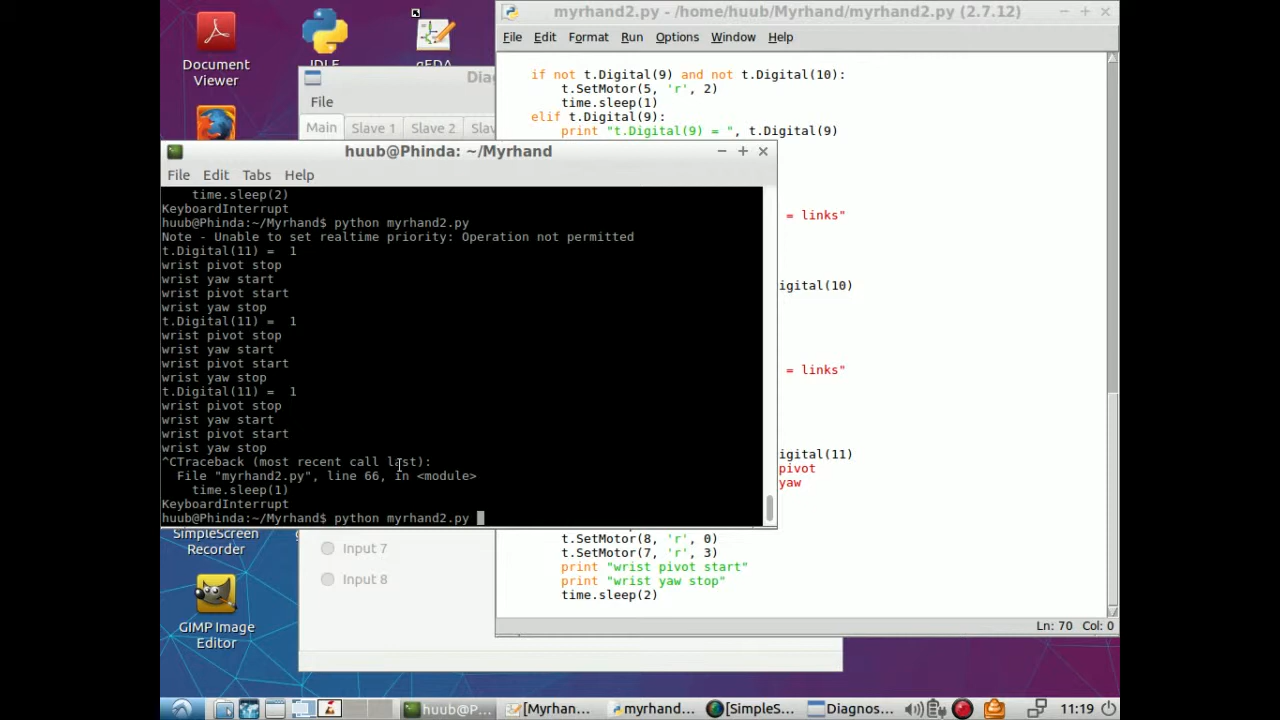 Document
Viewer
IDLE
gEDA
myrhand2.py - /home/huub/Myrhand/myrhand2.py (2.7.12)
File Edit Format Run Options Window Help
if not t.Digital(9) and not t.Digital(10):
t.SetMotor(5, 'r', 2)
time.sleep(1)
elif t.Digital(9):
print "t.Digital(9) = ", t.Digital(9)
= links"
igital(10)
= links"
igital(11)
pivot
yaw
t.SetMotor(8, 'r', 0)
t.SetMotor(7, 'r', 3)
print "wrist pivot start"
print "wrist yaw stop"
time.sleep(2)
Ln: 70 Col: 0
Diag
File
Main Slave 1 Slave 2 Slav
huub@Phinda: ~/Myrhand
File Edit Tabs Help
time.sleep(2)
KeyboardInterrupt
huub@Phinda:~/Myrhand$ python myrhand2.py
Note - Unable to set realtime priority: Operation not permitted
t.Digital(11) = 1
wrist pivot stop
wrist yaw start
wrist pivot start
wrist yaw stop
t.Digital(11) = 1
wrist pivot stop
wrist yaw start
wrist pivot start
wrist yaw stop
t.Digital(11) = 1
wrist pivot stop
wrist yaw start
wrist pivot start
wrist yaw stop
^CTraceback (most recent call last):
File "myrhand2.py", line 66, in <module>
time.sleep(1)
KeyboardInterrupt
huub@Phinda:~/Myrhand$ python myrhand2.py
SimpleScreen
Recorder
Input 7
Input 8
GIMP Image
Editor
huub@P... [Myrhan... myrhand... [SimpleS... Diagnos... 11:19